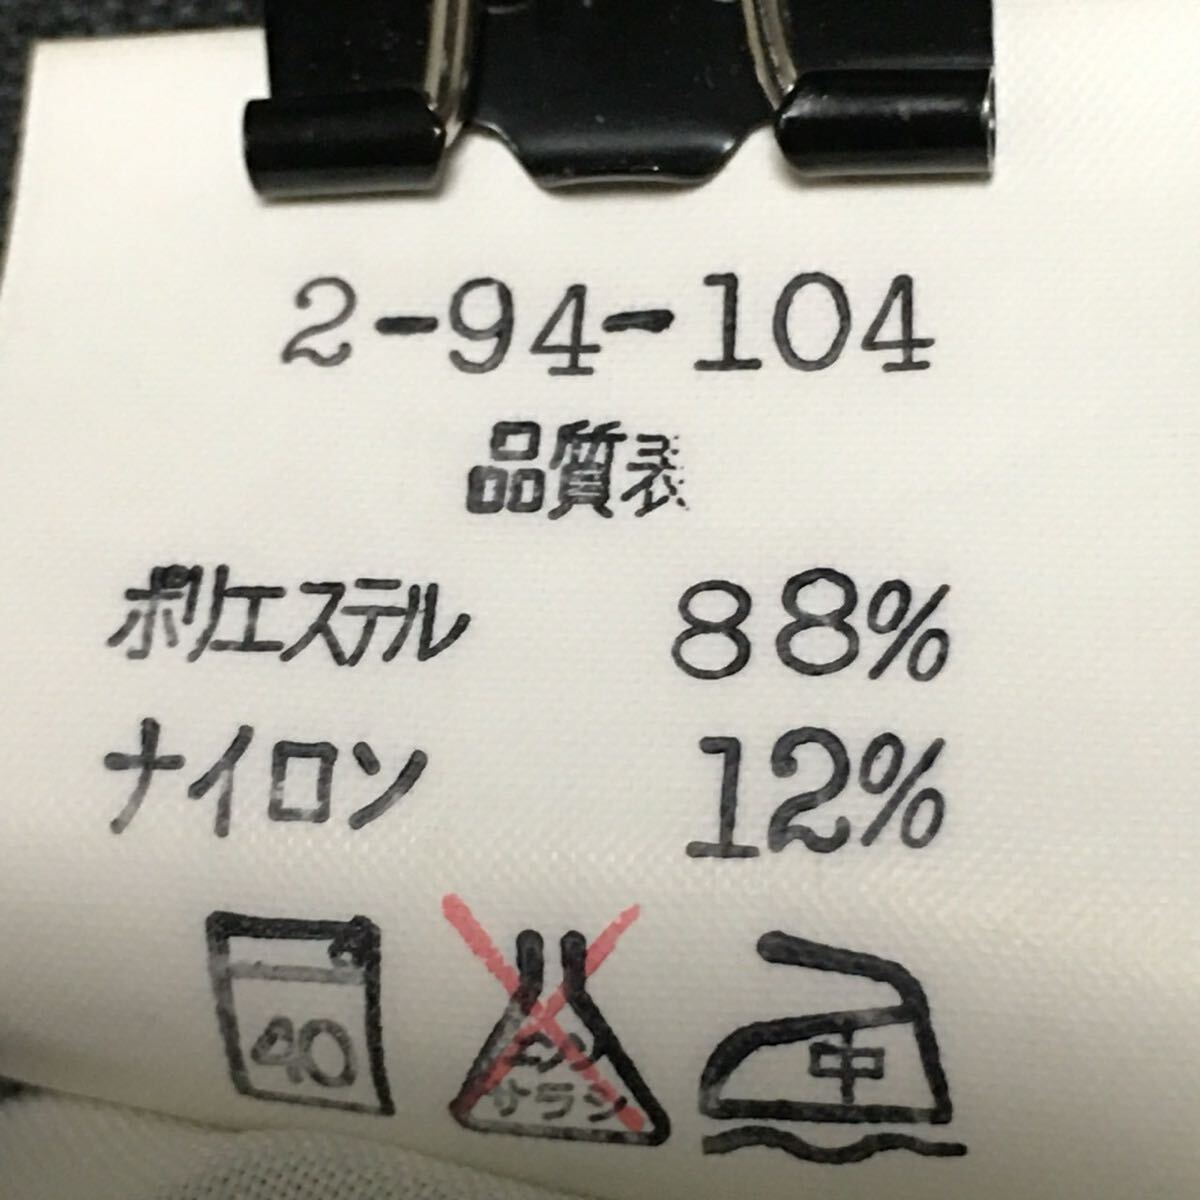 2-94-104
品質表
ポリエステル 88%
ナイロン 12%
40 エンソ サラシ 中